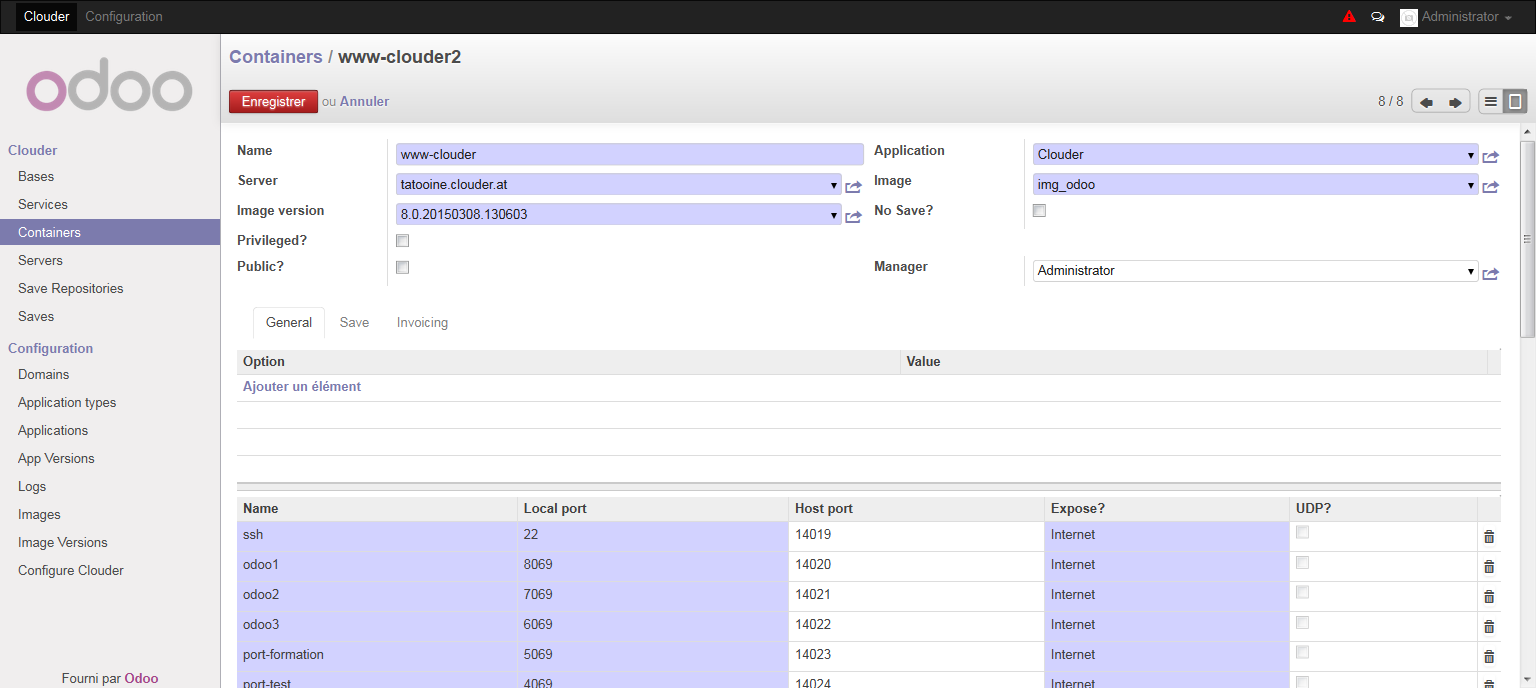 Clouder Configuration Administrator
odoo
Containers / www-clouder2
Enregistrer ou Annuler 8 / 8
Clouder
Bases
Services
Containers
Servers
Save Repositories
Saves
Configuration
Domains
Application types
Applications
App Versions
Logs
Images
Image Versions
Configure Clouder
Fourni par Odoo
Name www-clouder Application Clouder
Server tatooine.clouder.at Image img_odoo
Image version 8.0.20150308.130603 No Save?
Privileged?
Public? Manager Administrator
General Save Invoicing
Option Value
Ajouter un élément
Name Local port Host port Expose? UDP?
ssh 22 14019 Internet
odoo1 8069 14020 Internet
odoo2 7069 14021 Internet
odoo3 6069 14022 Internet
port-formation 5069 14023 Internet
port-test 4069 14024 Internet